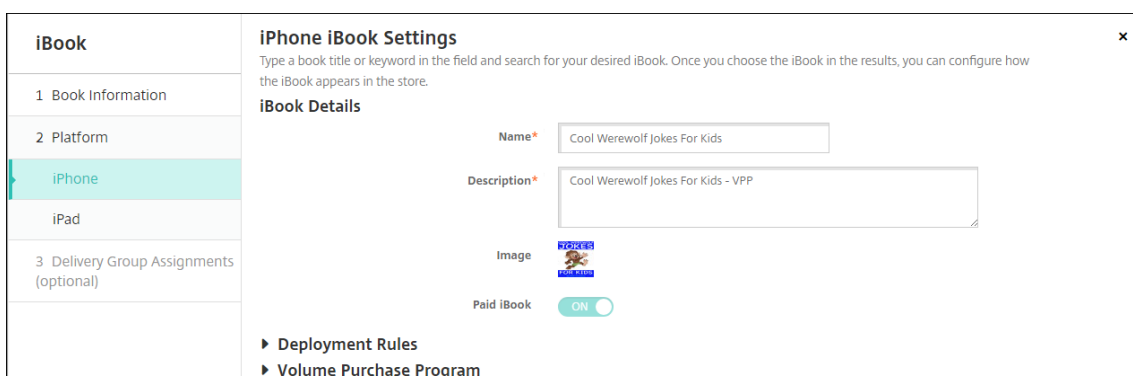 iBook
1 Book Information
2 Platform
iPhone
iPad
3 Delivery Group Assignments
(optional)
iPhone iBook Settings
Type a book title or keyword in the field and search for your desired iBook. Once you choose the iBook in the results, you can configure how
the iBook appears in the store.
iBook Details
Name*
Cool Werewolf Jokes For Kids
Description*
Cool Werewolf Jokes For Kids - VPP
Image
JOKES
FOR KIDS
Paid iBook
ON
Deployment Rules
Volume Purchase Program